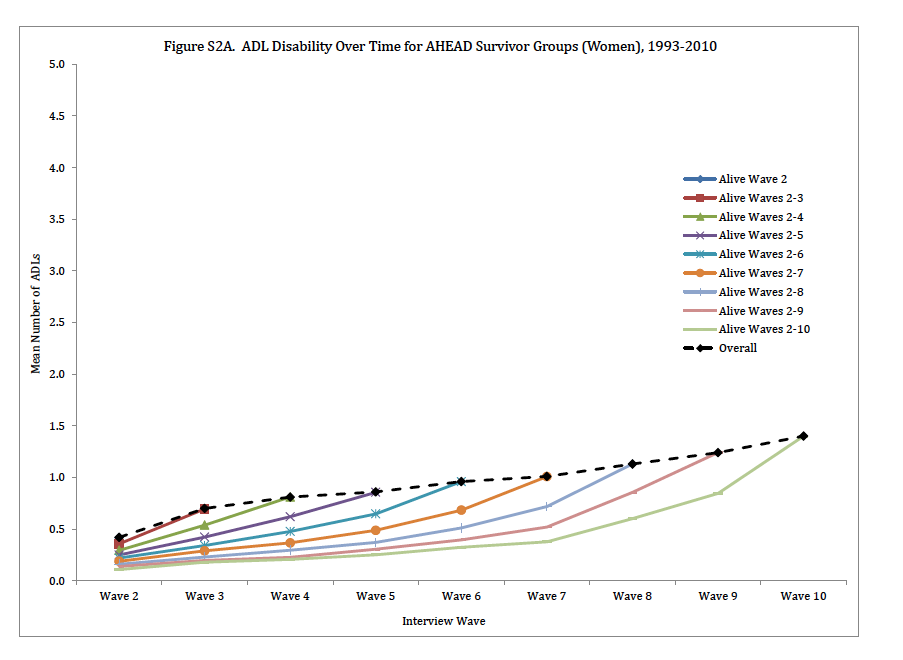 Figure S2A. ADL Disability Over Time for AHEAD Survivor Groups (Women), 1993-2010
5.0
4.5
4.0
3.5
3.0
2.5
2.0
1.5
1.0
0.5
0.0
Mean Number of ADLs
Alive Wave 2
Alive Waves 2-3
Alive Waves 2-4
Alive Waves 2-5
Alive Waves 2-6
Alive Waves 2-7
Alive Waves 2-8
Alive Waves 2-9
Alive Waves 2-10
Overall
Wave 2 Wave 3 Wave 4 Wave 5 Wave 6 Wave 7 Wave 8 Wave 9 Wave 10
Interview Wave